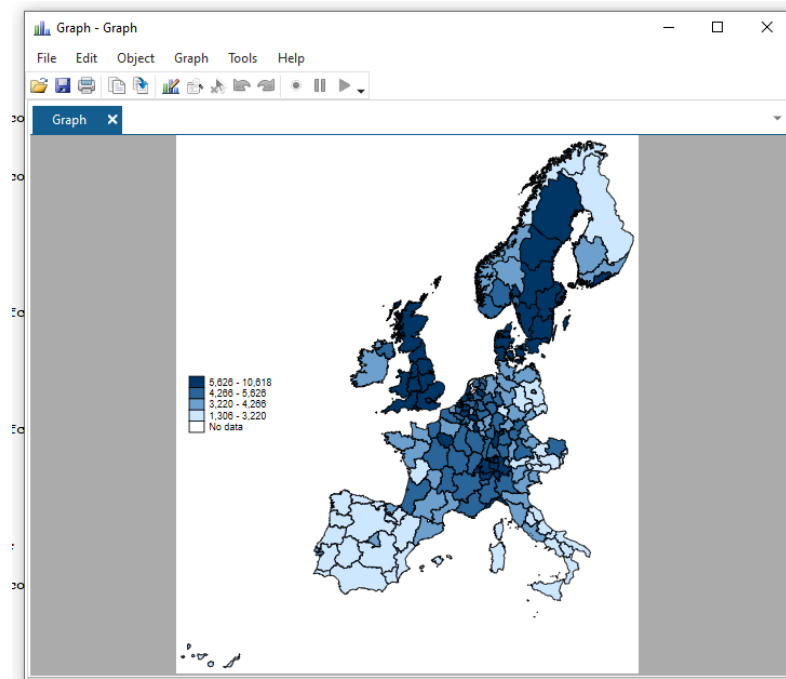 Graph - Graph
File Edit Object Graph Tools Help
Graph
5,626 - 10,618
4,266 - 5,626
3,220 - 4,266
1,306 - 3,220
No data